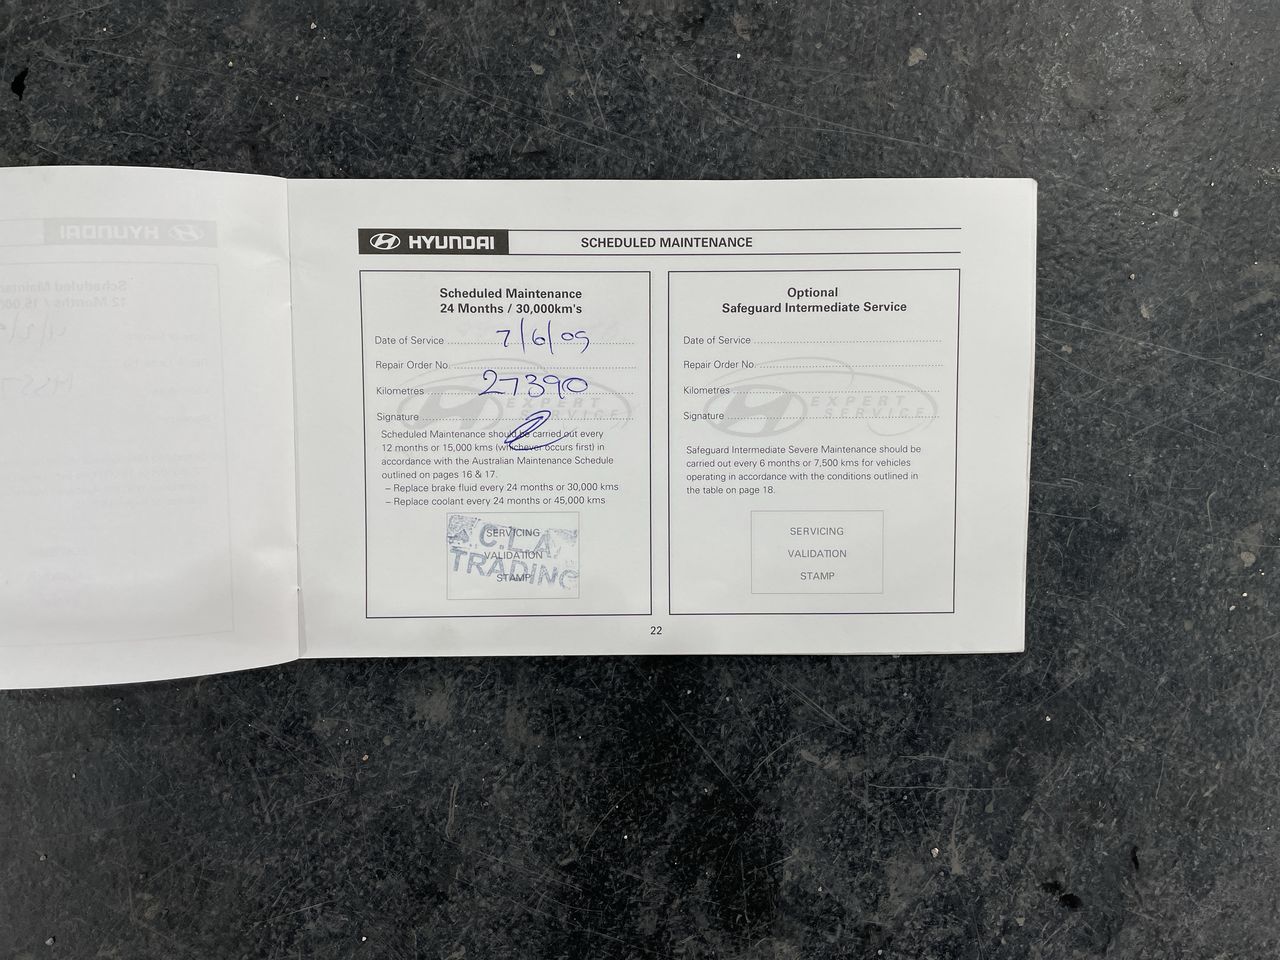 HYUNDAI
SCHEDULED MAINTENANCE
Scheduled Maintenance
24 Months / 30,000km's
Date of Service 7/6/09
Repair Order No.
Kilometres 27390
Signature
Scheduled Maintenance should be carried out every
12 months or 15,000 kms (whichever occurs first) in
accordance with the Australian Maintenance Schedule
outlined on pages 16 & 17.
– Replace brake fluid every 24 months or 30,000 kms
– Replace coolant every 24 months or 45,000 kms
EXPERT
SERVICE
SERVICING
VALIDATION
STAMP
C.L.A.
TRADING
Optional
Safeguard Intermediate Service
Date of Service
Repair Order No.
Kilometres
Signature
EXPERT
SERVICE
Safeguard Intermediate Severe Maintenance should be
carried out every 6 months or 7,500 kms for vehicles
operating in accordance with the conditions outlined in
the table on page 18.
SERVICING
VALIDATION
STAMP
22